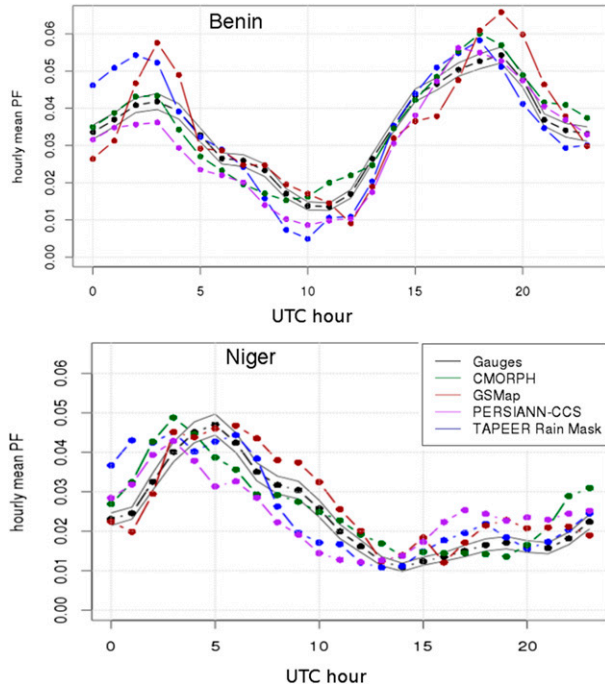 Benin
hourly mean PF
0.06
0.05
0.04
0.03
0.02
0.01
0.00
0 5 10 15 20
UTC hour
Niger
hourly mean PF
0.06
0.05
0.04
0.03
0.02
0.01
0.00
Gauges
CMORPH
GSMap
PERSIANN-CCS
TAPEER Rain Mask
0 5 10 15 20
UTC hour